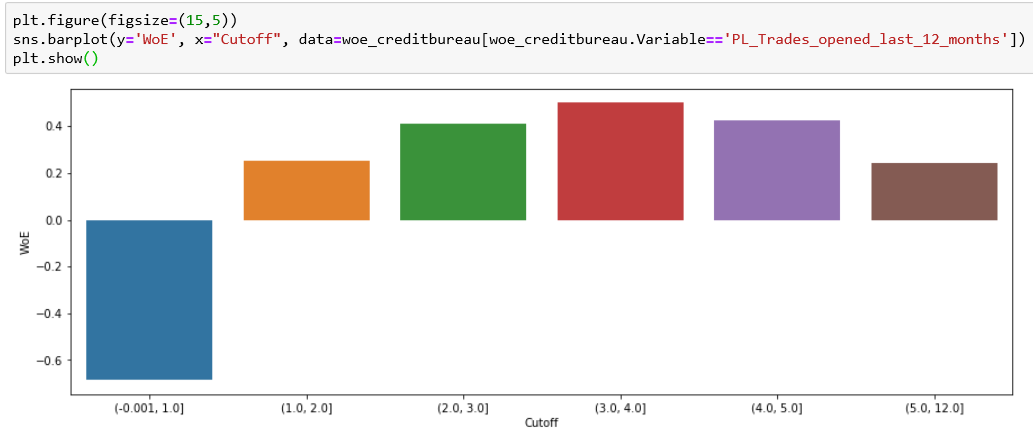 plt.figure(figsize=(15,5))
sns.barplot(y='WoE', x="Cutoff", data=woe_creditbureau[woe_creditbureau.Variable=='PL_Trades_opened_last_12_months'])
plt.show()
0.4
0.2
0.0
−0.2
−0.4
−0.6
WoE
(-0.001, 1.0]
(1.0, 2.0]
(2.0, 3.0]
(3.0, 4.0]
(4.0, 5.0]
(5.0, 12.0]
Cutoff